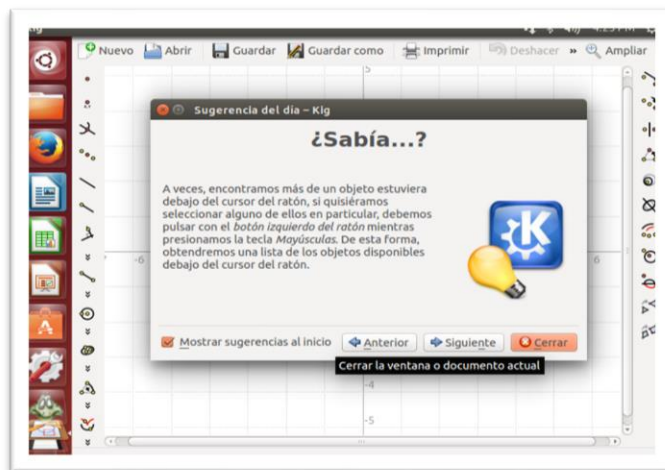 Kig
4:25 PM
Nuevo Abrir Guardar Guardar como Imprimir Deshacer » Ampliar
5
Sugerencia del día – Kig
¿Sabía...?
A veces, encontramos más de un objeto estuviera
debajo del cursor del ratón, si quisiéramos
seleccionar alguno de ellos en particular, debemos
pulsar con el botón izquierdo del ratón mientras
presionamos la tecla Mayúsculas. De esta forma,
obtendremos una lista de los objetos disponibles
debajo del cursor del ratón.
-6 6
Mostrar sugerencias al inicio Anterior Siguiente Cerrar
Cerrar la ventana o documento actual
-4
-5